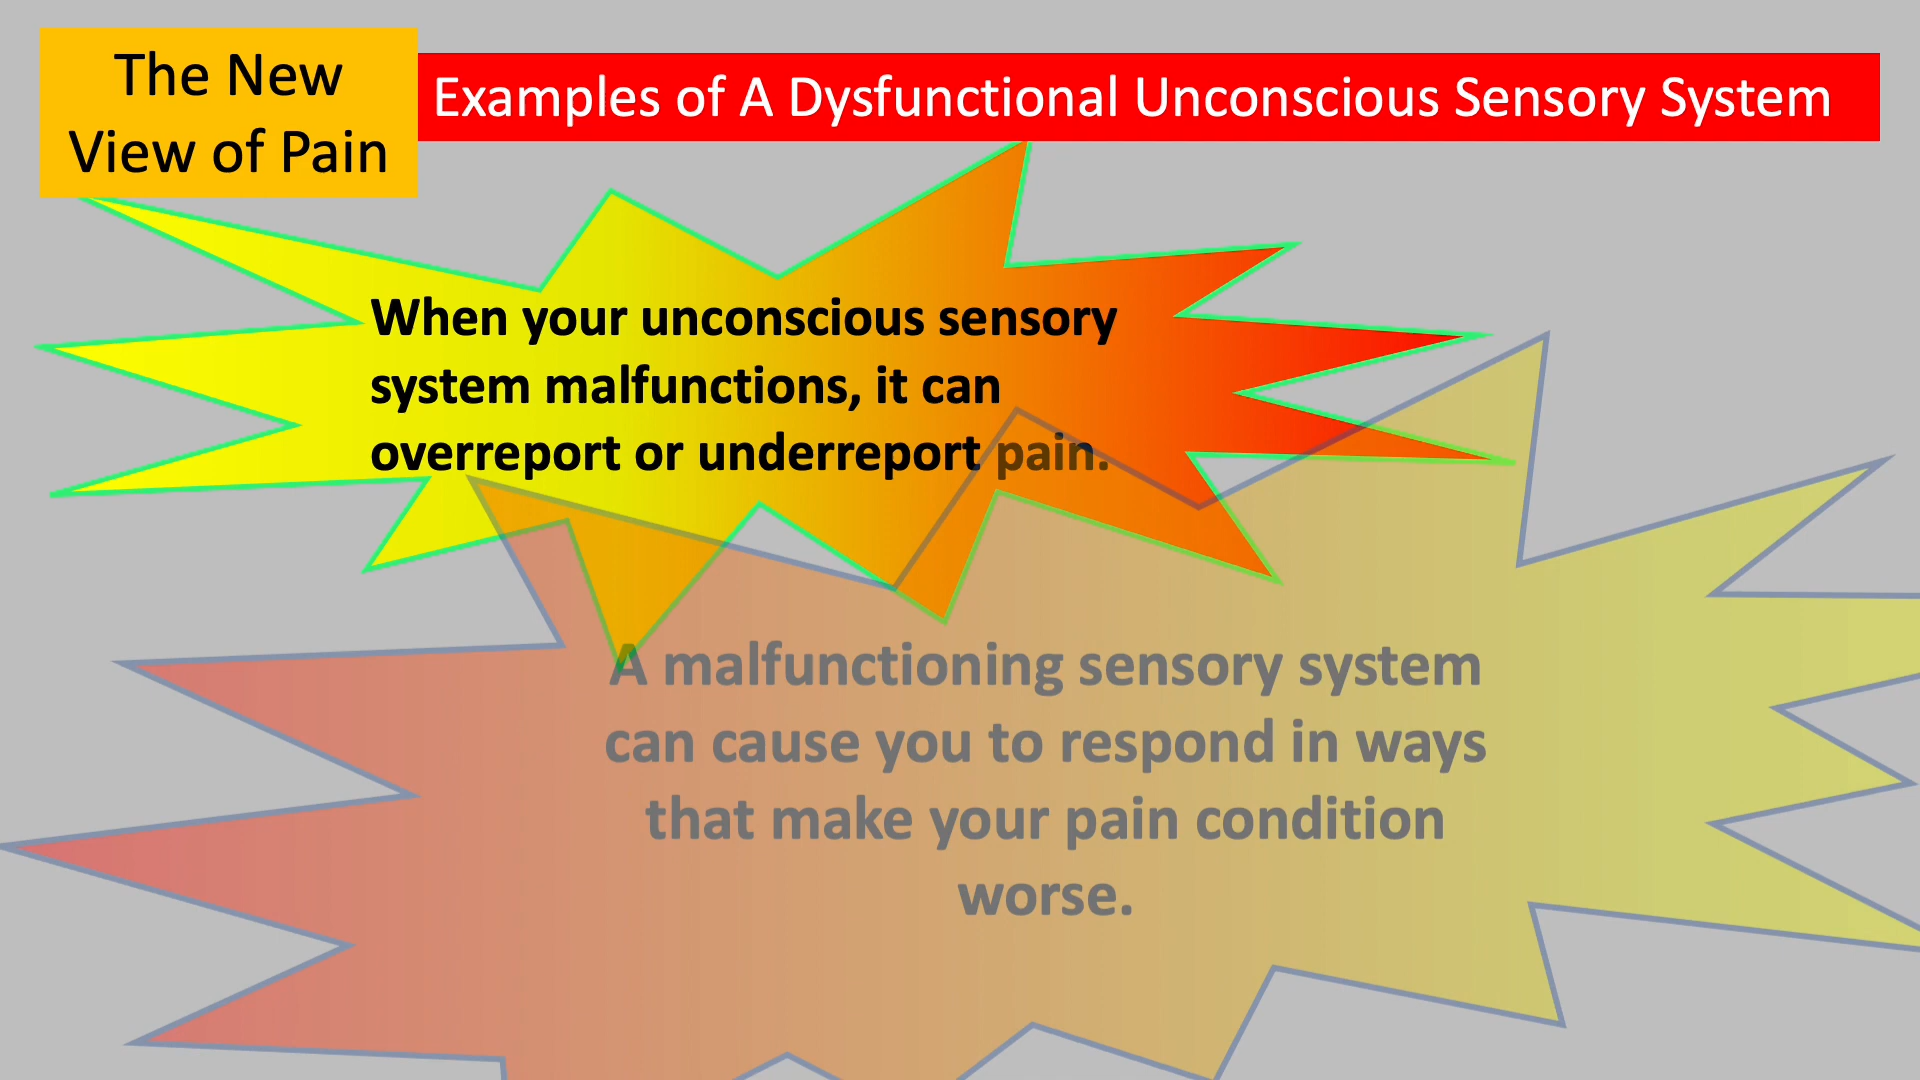 The New
View of Pain
Examples of A Dysfunctional Unconscious Sensory System
When your unconscious sensory
system malfunctions, it can
overreport or underreport pain.
A malfunctioning sensory system
can cause you to respond in ways
that make your pain condition
worse.